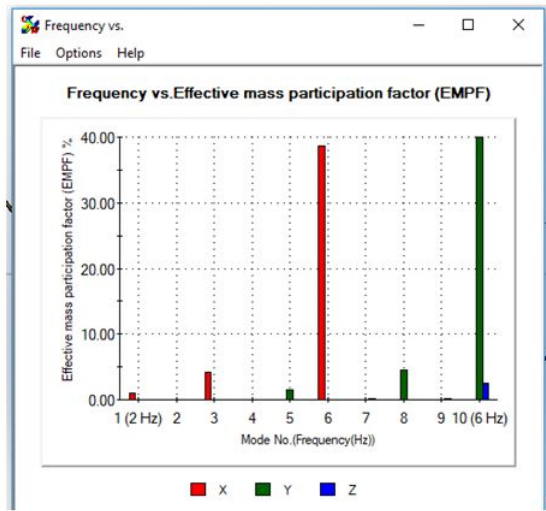 Frequency vs.
File Options Help
Frequency vs.Effective mass participation factor (EMPF)
Effective mass participation factor (EMPF) %
40.00
30.00
20.00
10.00
0.00
1 (2 Hz) 2 3 4 5 6 7 8 9 10 (6 Hz)
Mode No.(Frequency(Hz))
X Y Z